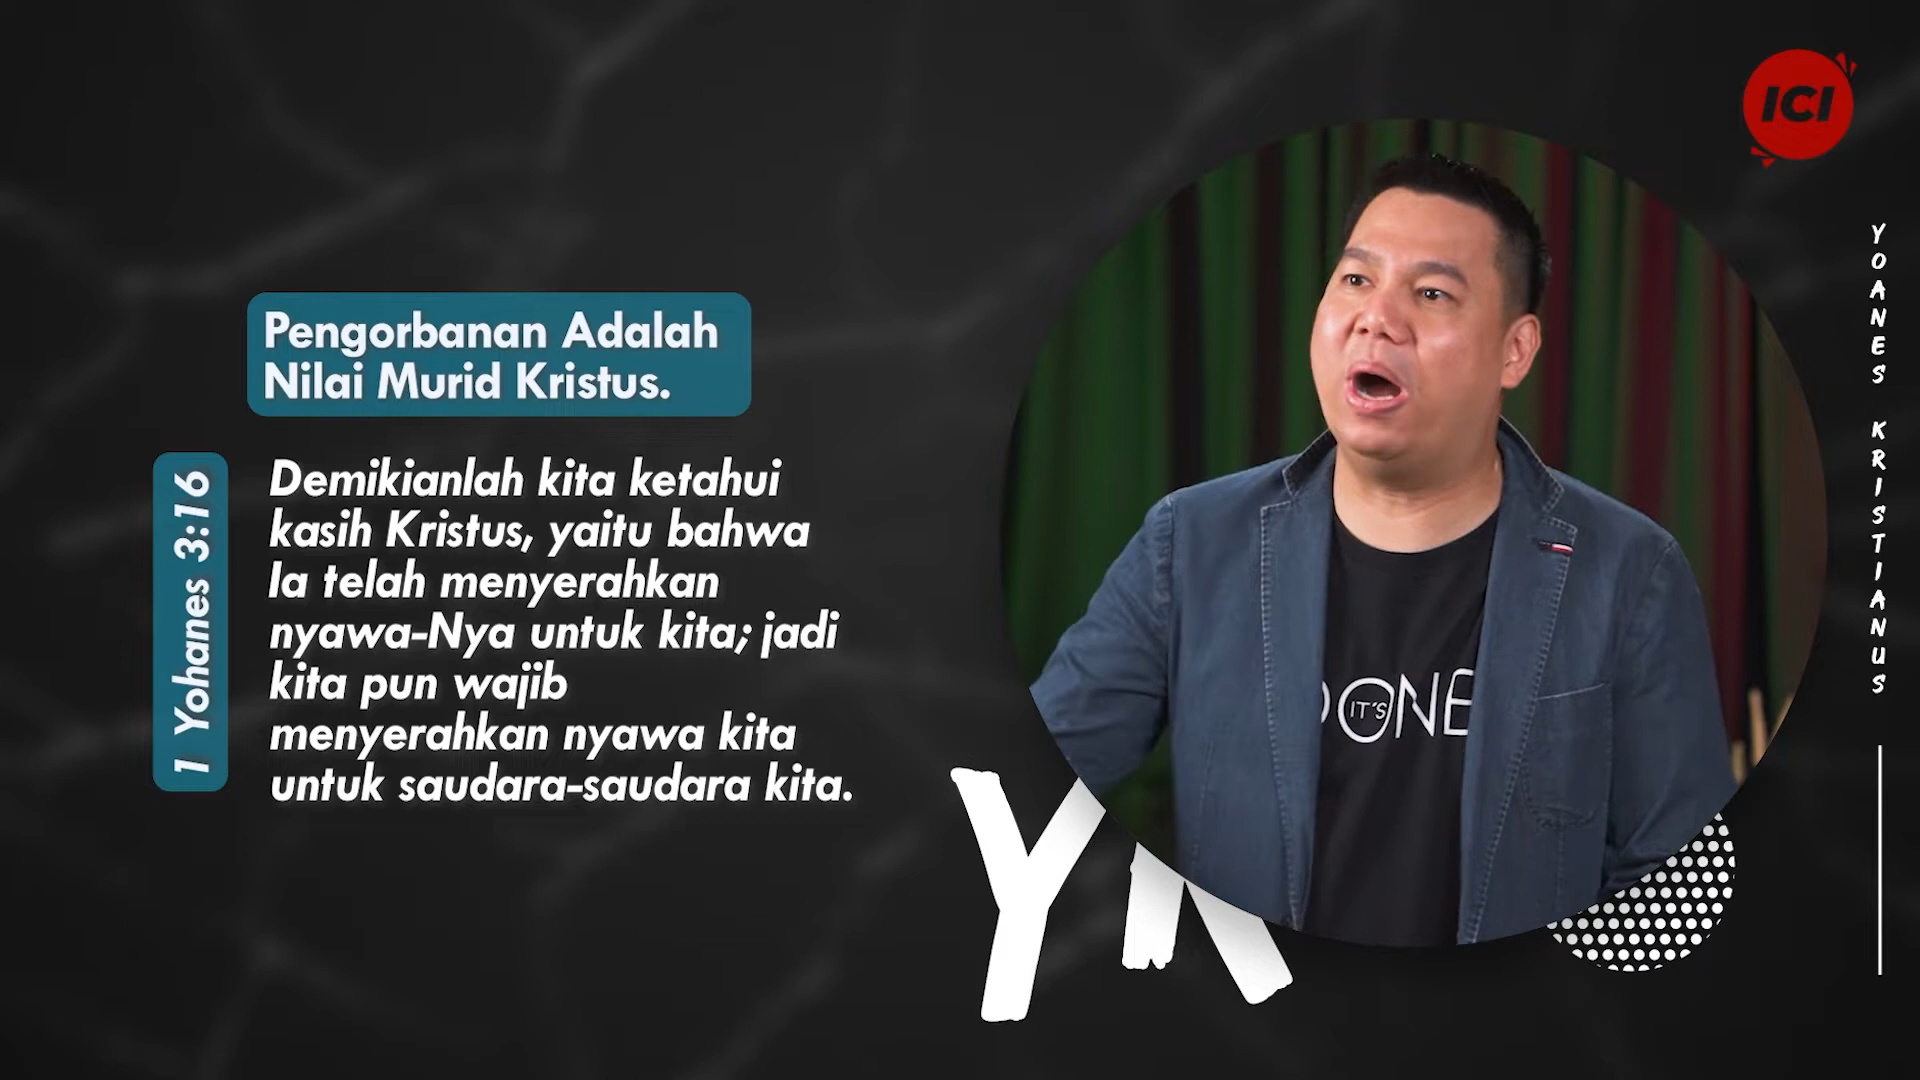 ICI
Pengorbanan Adalah
Nilai Murid Kristus.
1 Yohanes 3:16
Demikianlah kita ketahui
kasih Kristus, yaitu bahwa
Ia telah menyerahkan
nyawa-Nya untuk kita; jadi
kita pun wajib
menyerahkan nyawa kita
untuk saudara-saudara kita.
IT'S
ONE
YOANES KRISTIANUS
YK